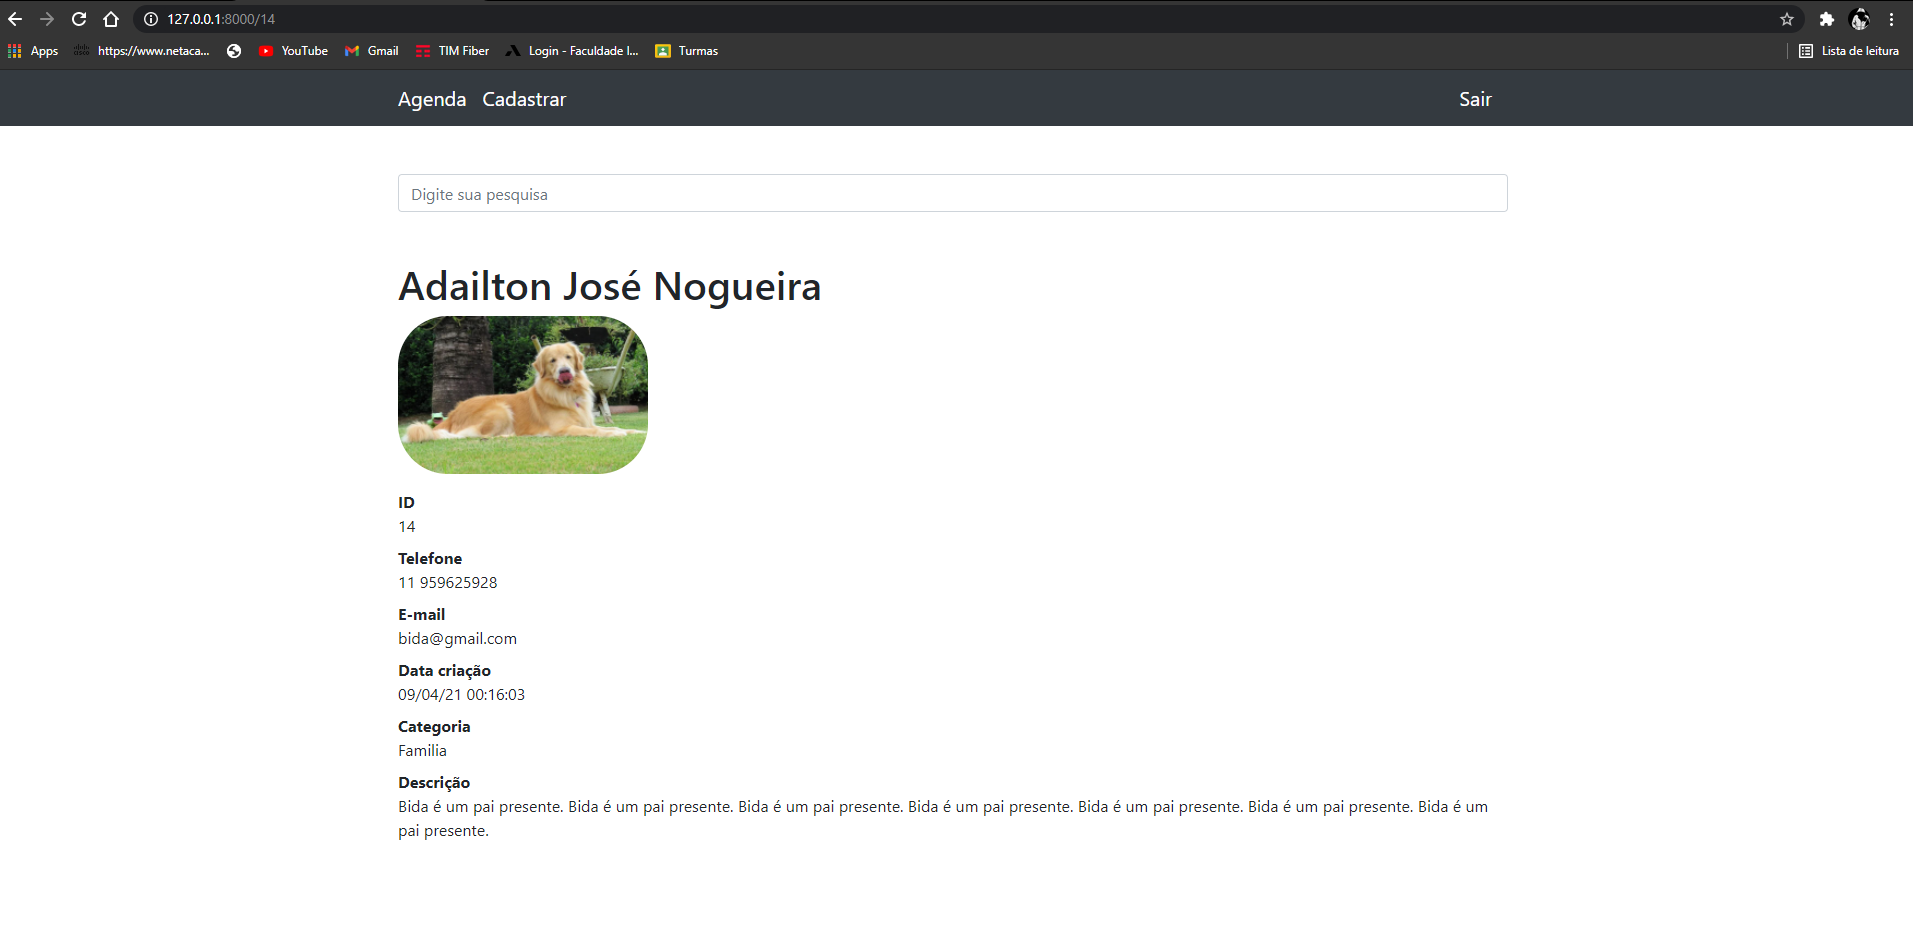 127.0.0.1:8000/14
Apps https://www.netaca... YouTube Gmail TIM Fiber Login - Faculdade I... Turmas Lista de leitura
Agenda Cadastrar Sair
Digite sua pesquisa
Adailton José Nogueira
ID
14
Telefone
11 959625928
E-mail
bida@gmail.com
Data criação
09/04/21 00:16:03
Categoria
Familia
Descrição
Bida é um pai presente. Bida é um pai presente. Bida é um pai presente. Bida é um pai presente. Bida é um pai presente. Bida é um pai presente. Bida é um
pai presente.